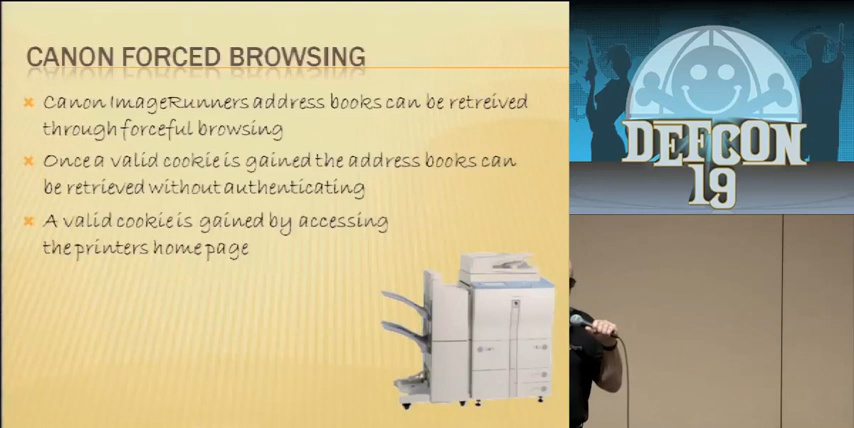 CANON FORCED BROWSING
Canon ImageRunners address books can be retreived
through forceful browsing
Once a valid cookie is gained the address books can
be retrieved without authenticating
A valid cookie is gained by accessing
the printers home page
DEFCON
19